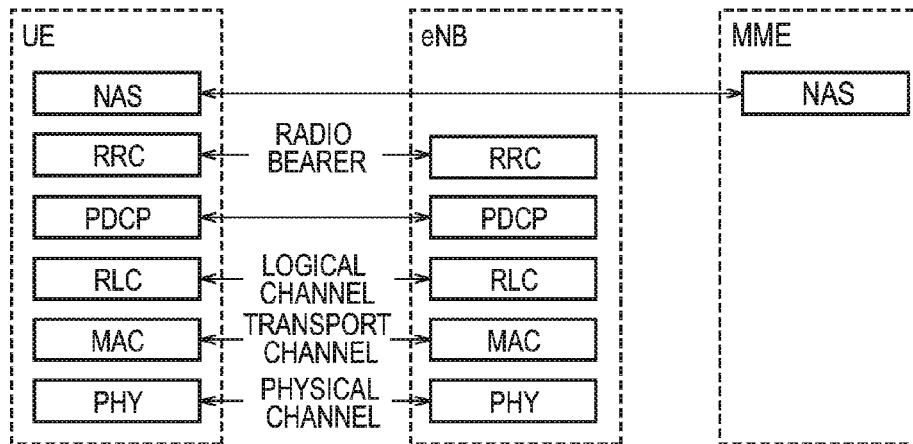 UE
eNB
MME
NAS
NAS
RRC
RADIO
BEARER
RRC
PDCP
PDCP
RLC
LOGICAL
CHANNEL
RLC
MAC
TRANSPORT
CHANNEL
MAC
PHY
PHYSICAL
CHANNEL
PHY